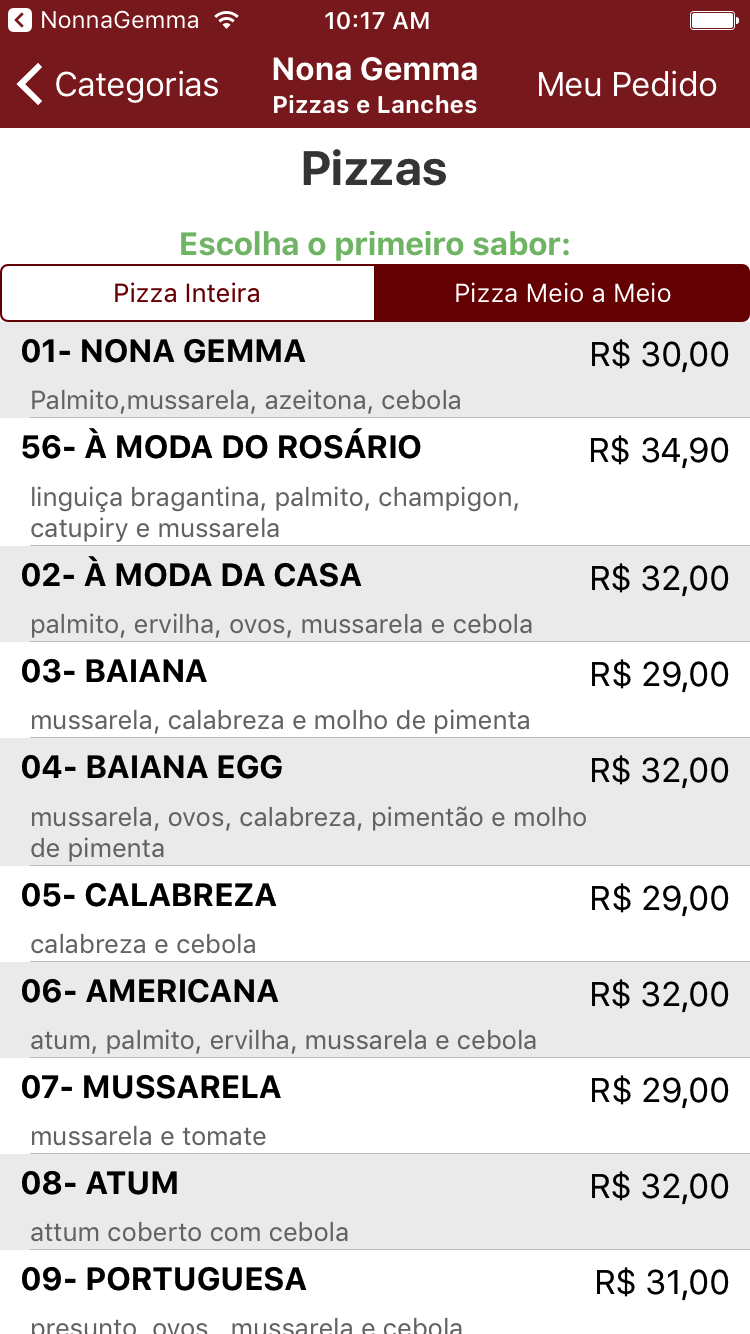 NonnaGemma 10:17 AM
Categorias
Nona Gemma
Pizzas e Lanches
Meu Pedido
Pizzas
Escolha o primeiro sabor:
Pizza Inteira Pizza Meio a Meio
01- NONA GEMMA R$ 30,00
Palmito,mussarela, azeitona, cebola
56- À MODA DO ROSÁRIO R$ 34,90
linguiça bragantina, palmito, champigon,
catupiry e mussarela
02- À MODA DA CASA R$ 32,00
palmito, ervilha, ovos, mussarela e cebola
03- BAIANA R$ 29,00
mussarela, calabreza e molho de pimenta
04- BAIANA EGG R$ 32,00
mussarela, ovos, calabreza, pimentão e molho
de pimenta
05- CALABREZA R$ 29,00
calabreza e cebola
06- AMERICANA R$ 32,00
atum, palmito, ervilha, mussarela e cebola
07- MUSSARELA R$ 29,00
mussarela e tomate
08- ATUM R$ 32,00
attum coberto com cebola
09- PORTUGUESA R$ 31,00
presunto, ovos, mussarela e cebola